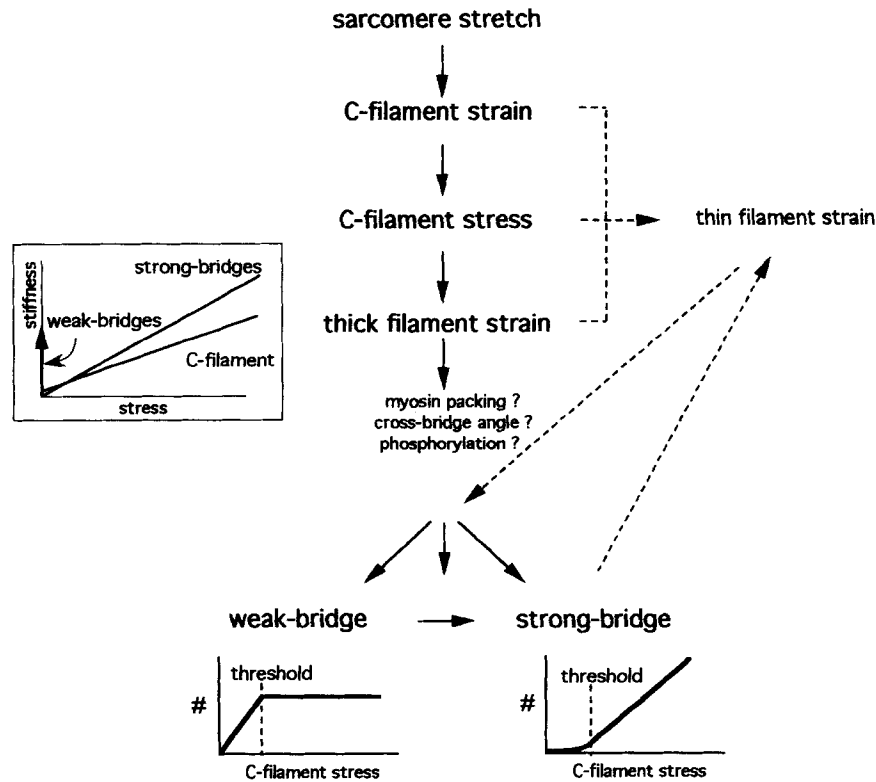 sarcomere stretch
C-filament strain
C-filament stress
thin filament strain
thick filament strain
stiffness
strong-bridges
weak-bridges
C-filament
stress
myosin packing ?
cross-bridge angle ?
phosphorylation ?
weak-bridge
strong-bridge
threshold
#
C-filament stress
threshold
#
C-filament stress